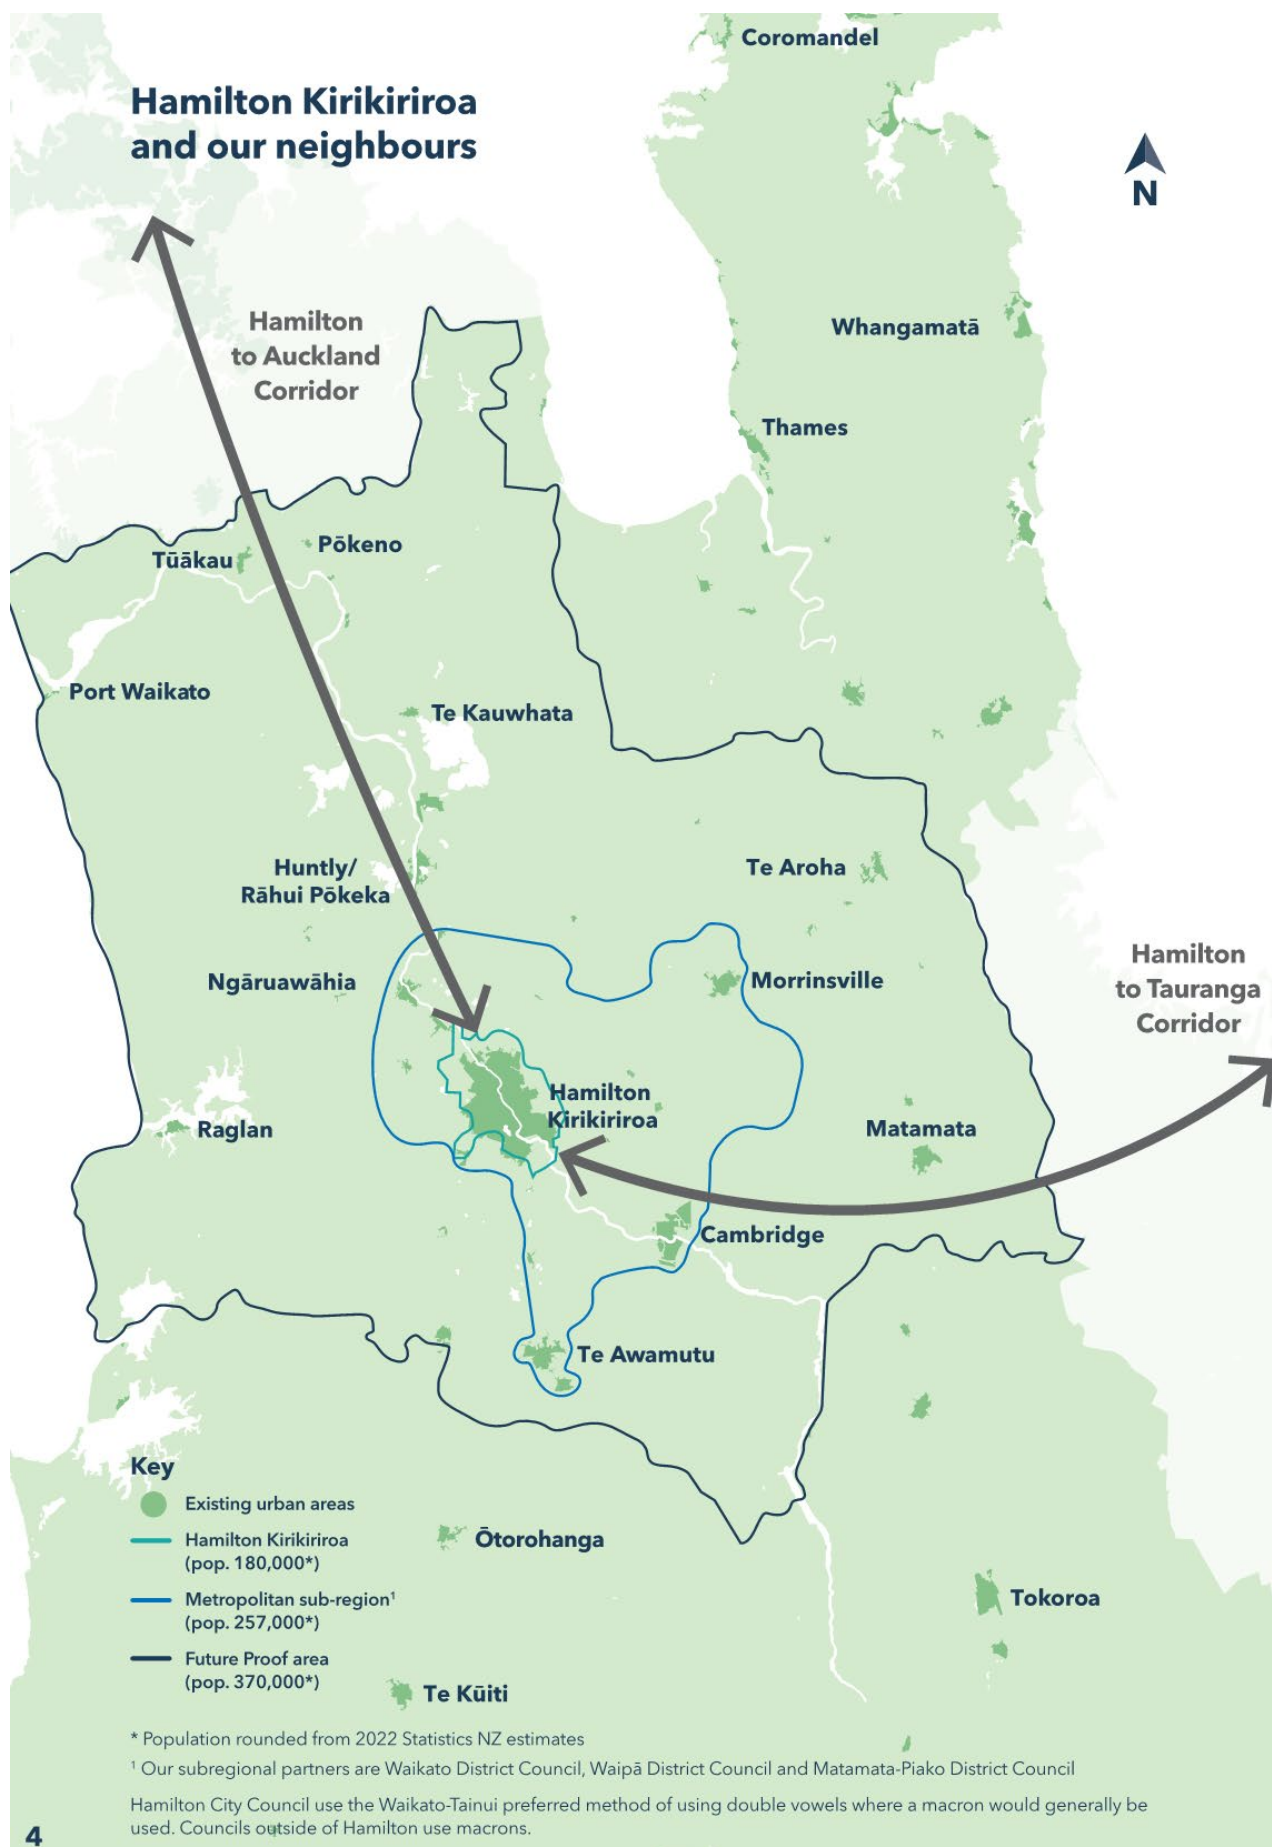 Coromandel
Hamilton Kirikiriroa
and our neighbours
N
Hamilton
to Auckland
Corridor
Whangamatā
Thames
Pōkeno
Tūākau
Port Waikato
Te Kauwhata
Huntly/
Rāhui Pōkeka
Te Aroha
Ngāruawāhia
Morrinsville
Hamilton
to Tauranga
Corridor
Hamilton
Kirikiriroa
Raglan
Matamata
Cambridge
Te Awamutu
Key
Existing urban areas
Hamilton Kirikiriroa
(pop. 180,000*)
Metropolitan sub-region¹
(pop. 257,000*)
Future Proof area
(pop. 370,000*)
Ōtorohanga
Tokoroa
Te Kūiti
* Population rounded from 2022 Statistics NZ estimates
¹ Our subregional partners are Waikato District Council, Waipā District Council and Matamata-Piako District Council
Hamilton City Council use the Waikato-Tainui preferred method of using double vowels where a macron would generally be
used. Councils outside of Hamilton use macrons.
4